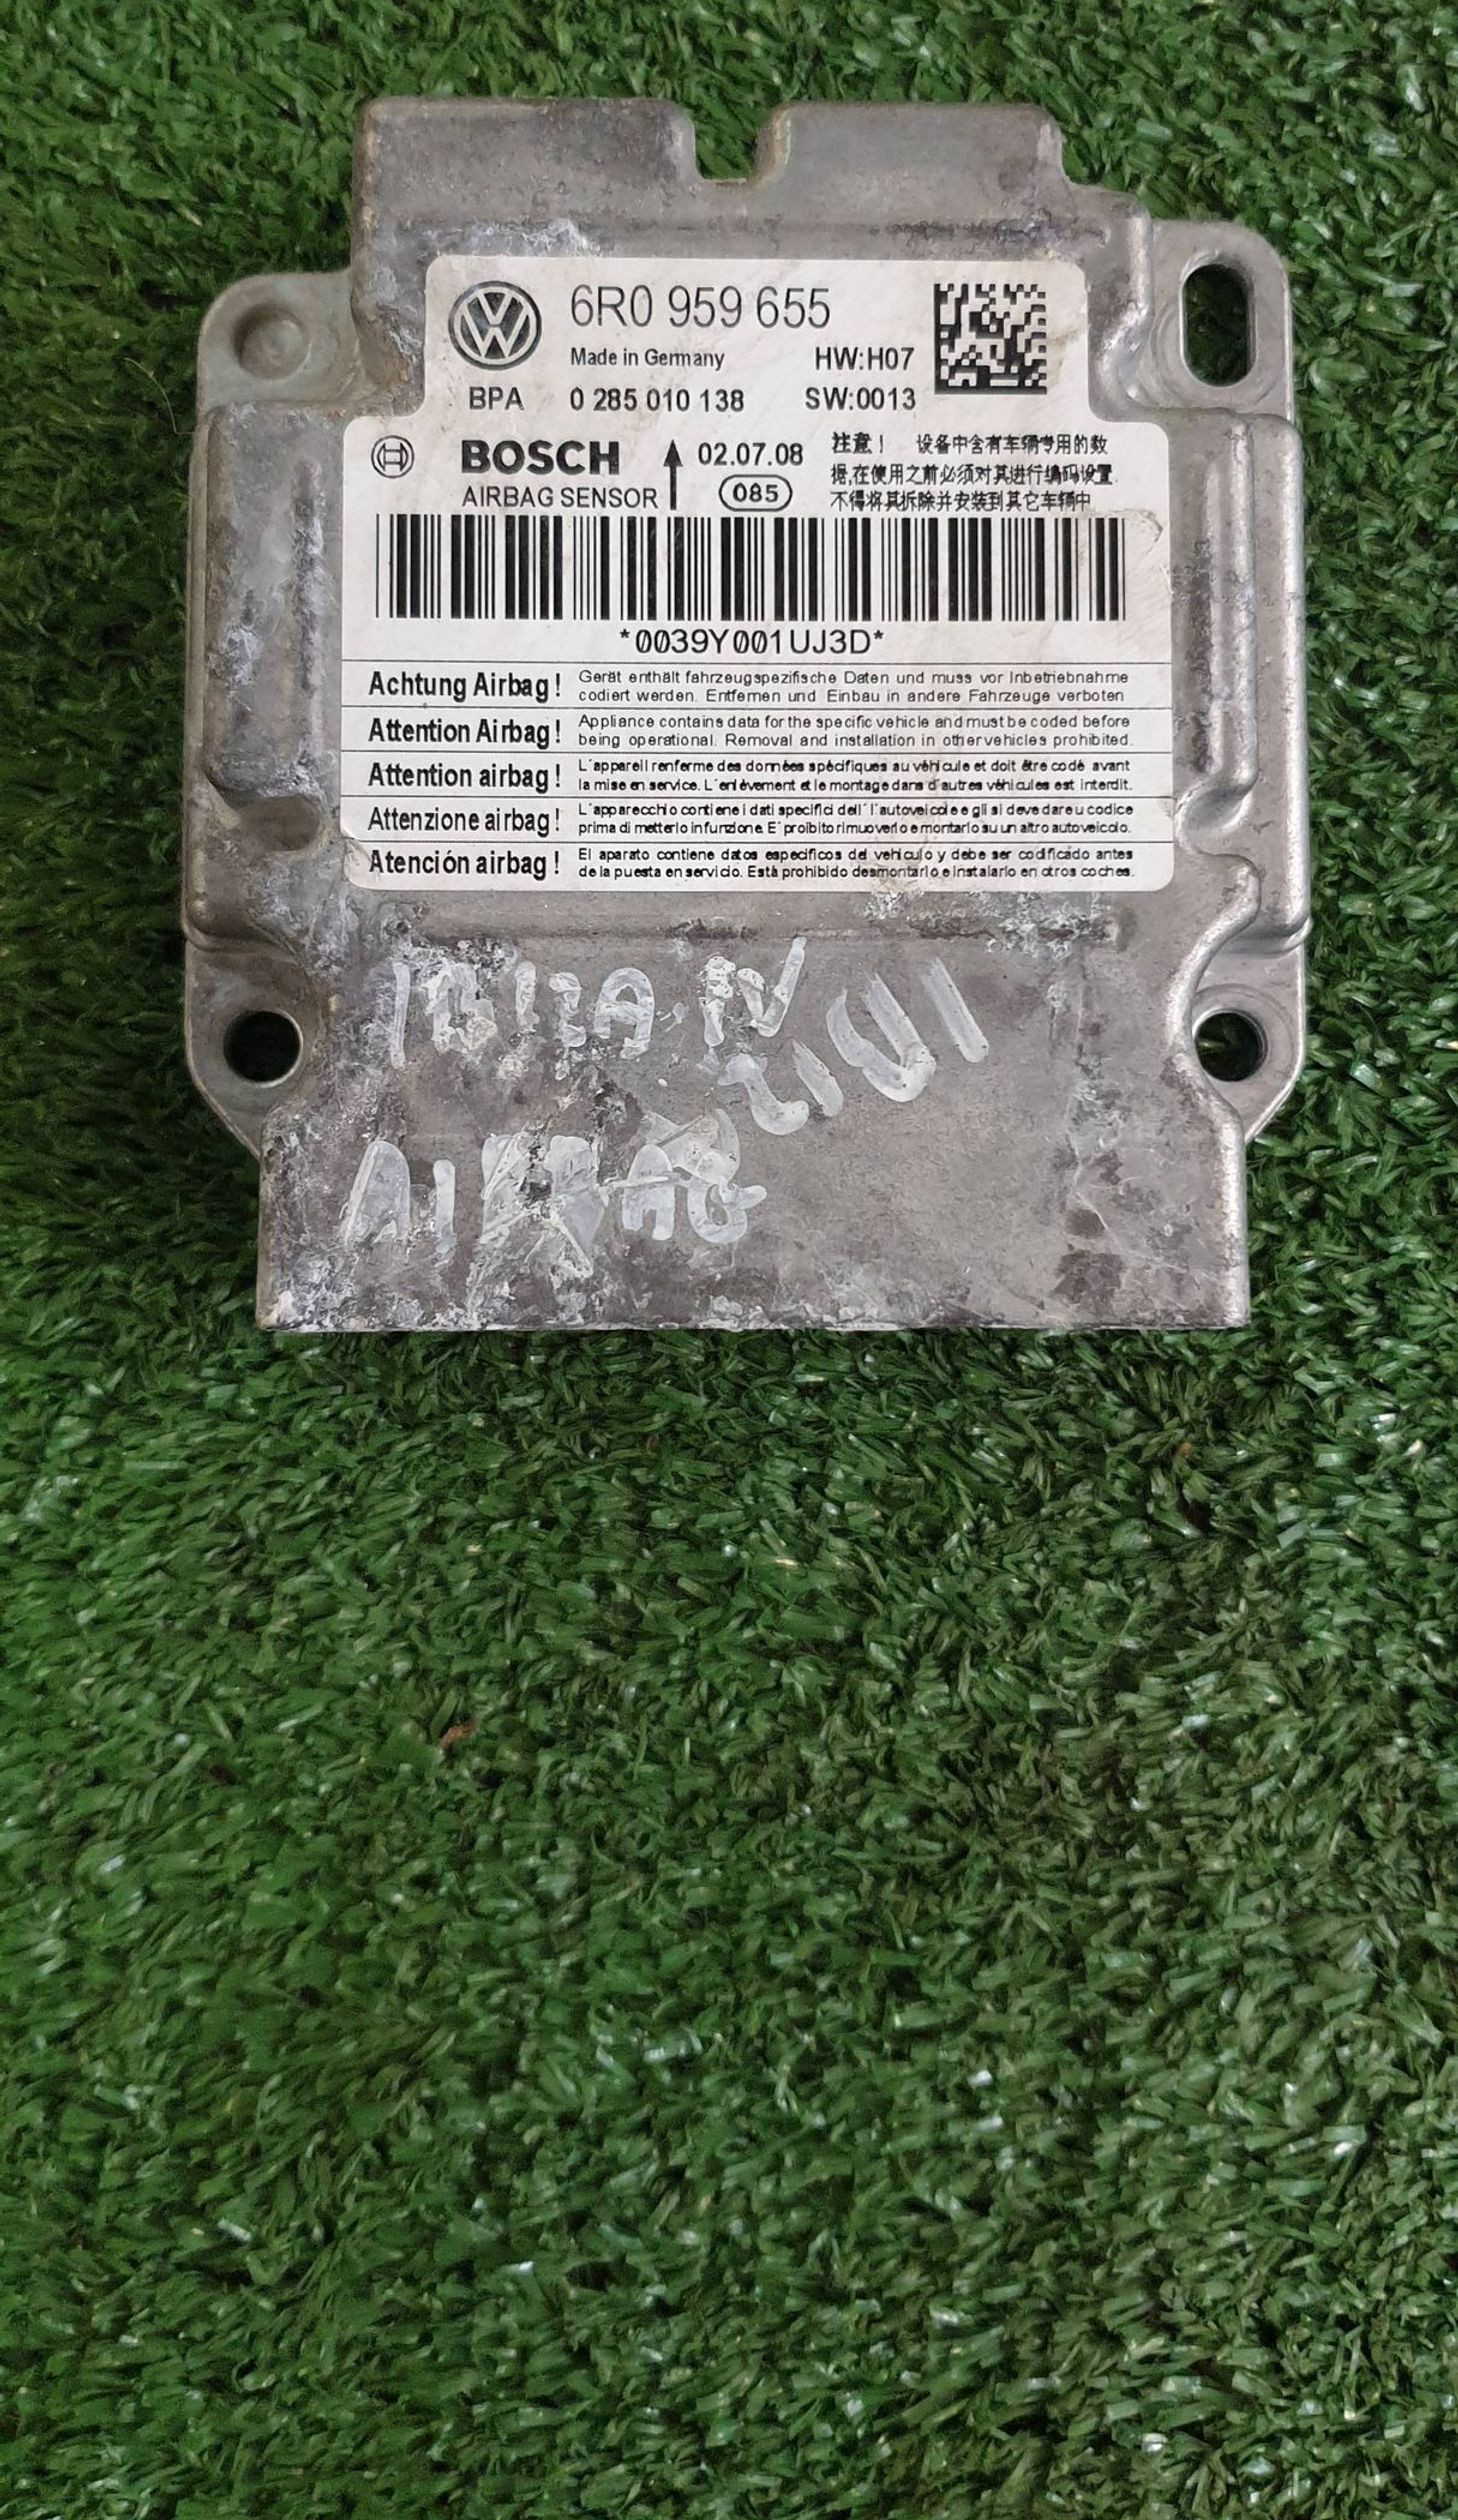 6R0 959 655
Made in Germany HW:H07
BPA 0 285 010 138 SW:0013
BOSCH
AIRBAG SENSOR
02.07.08
085
注意！ 设备中含有车辆专用的数
据,在使用之前必须对其进行编码设置.
不得将其拆除并安装到其它车辆中
*0039Y001UJ3D*
Achtung Airbag! Gerät enthält fahrzeugspezifische Daten und muss vor Inbetriebnahme
codiert werden. Entfernen und Einbau in andere Fahrzeuge verboten
Attention Airbag! Appliance contains data for the specific vehicle and must be coded before
being operational. Removal and installation in other vehicles prohibited.
Attention airbag! L'appareil renferme des données spécifiques au véhicule et doit être codé avant
la mise en service. L'enlèvement et le montage dans d'autres véhicules est interdit.
Attenzione airbag! L'apparecchio contiene i dati specifici dell'l'autoveicolo e gli si deve dare u codice
prima di metterlo in funzione. E' proibito rimuoverlo e montarlo su un altro autoveicolo.
Atención airbag! El aparato contiene datos especificos del vehiculo y debe ser codificado antes
de la puesta en servicio. Está prohibido desmontarlo e instalarlo en otros coches.
IBIZA IV
AIRBAG